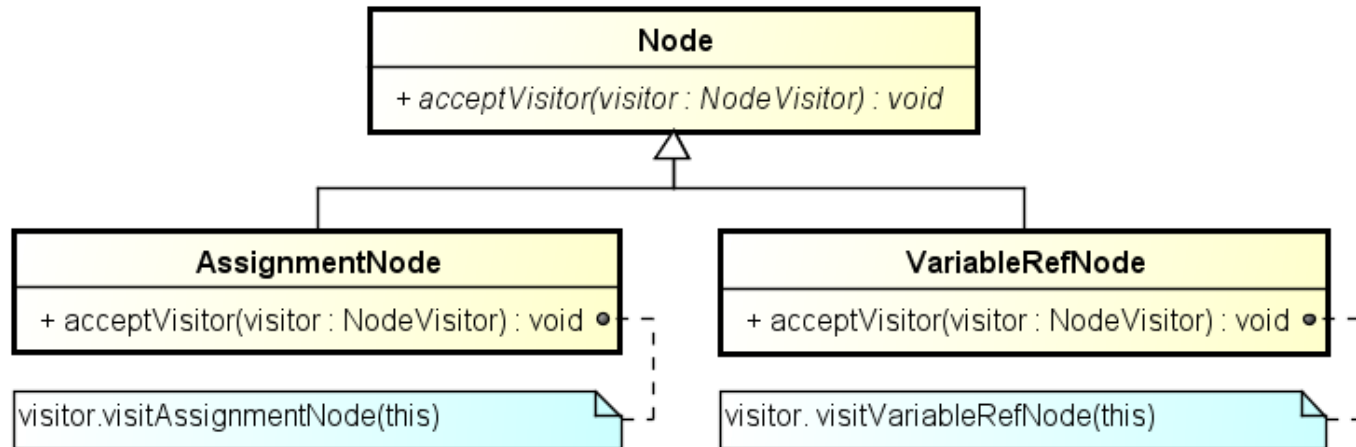 Node
+ acceptVisitor(visitor : NodeVisitor) : void
AssignmentNode
+ acceptVisitor(visitor : NodeVisitor) : void
visitor.visitAssignmentNode(this)
VariableRefNode
+ acceptVisitor(visitor : NodeVisitor) : void
visitor. visitVariableRefNode(this)